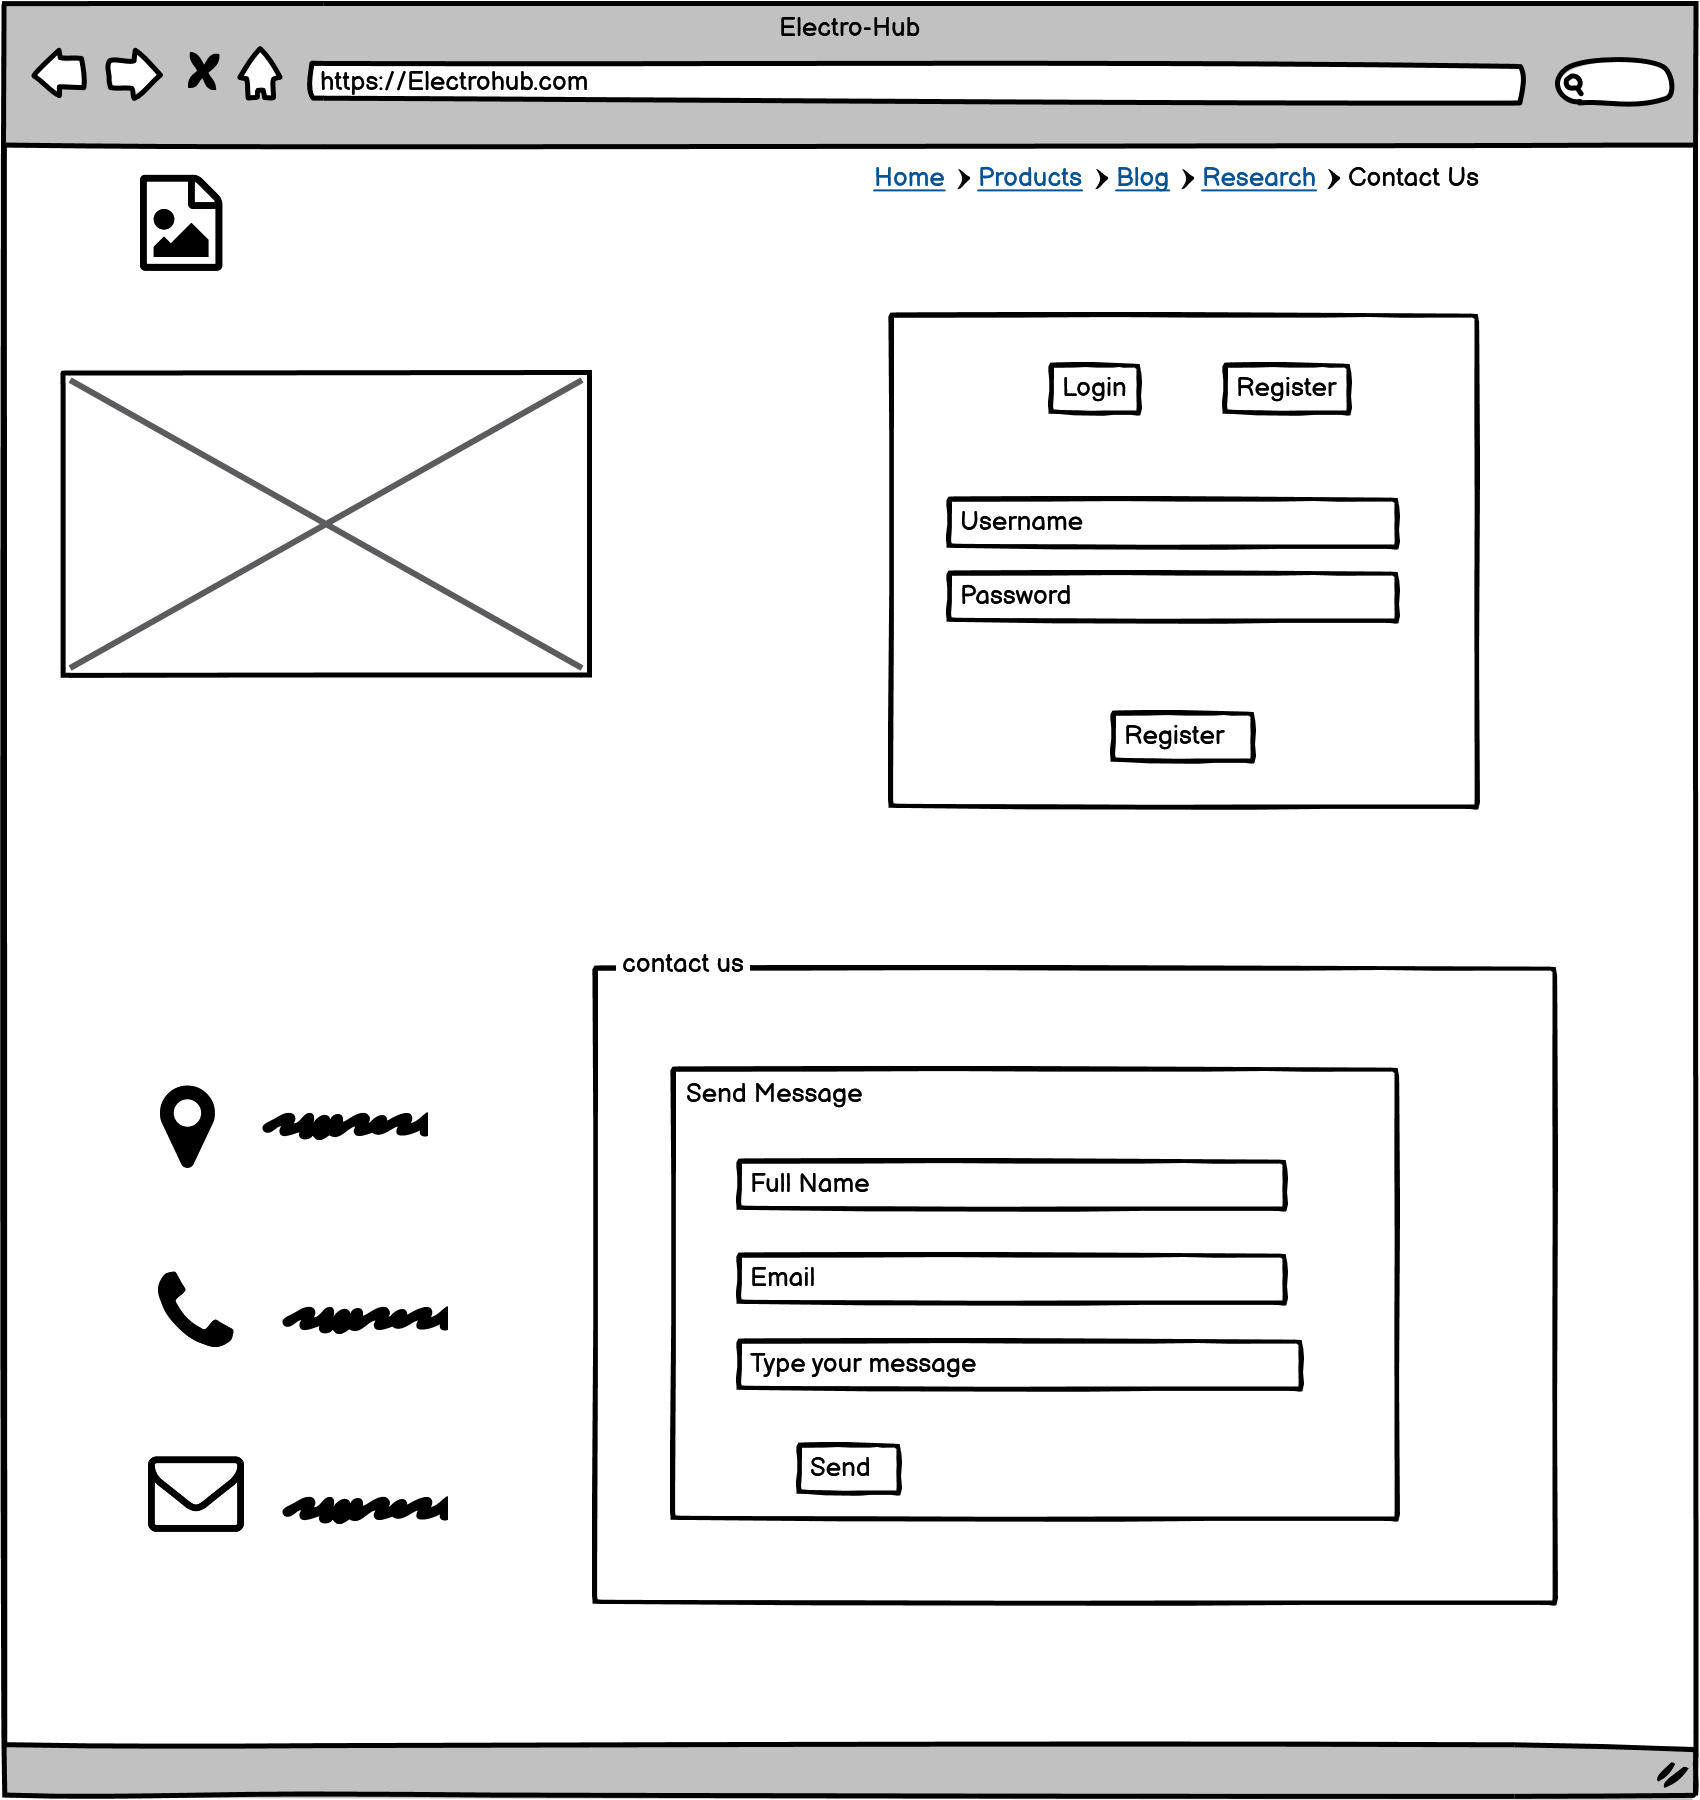 Electro-Hub
https://Electrohub.com
Home Products Blog Research Contact Us
Login Register
Username
Password
Register
contact us
Send Message
Full Name
Email
Type your message
Send